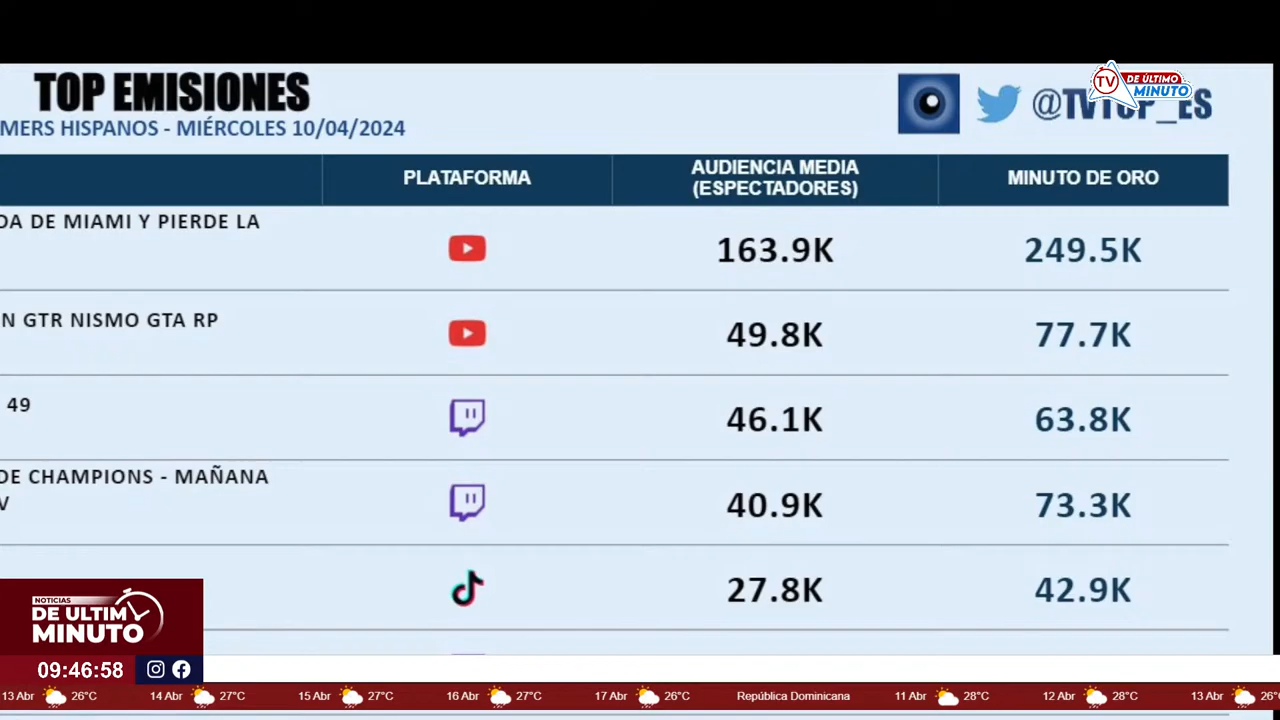 TOP EMISIONES
MERS HISPANOS - MIÉRCOLES 10/04/2024
TV DE ÚLTIMO
MINUTO
PLATAFORMA
AUDIENCIA MEDIA
(ESPECTADORES)
MINUTO DE ORO
DA DE MIAMI Y PIERDE LA
163.9K
249.5K
N GTR NISMO GTA RP
49.8K
77.7K
49
46.1K
63.8K
DE CHAMPIONS - MAÑANA
V
40.9K
73.3K
27.8K
42.9K
NOTICIAS
DE ULTIM
MINUTO
09:46:58
13 Abr 26°C 14 Abr 27°C 15 Abr 27°C 16 Abr 27°C 17 Abr 26°C República Dominicana 11 Abr 28°C 12 Abr 28°C 13 Abr 26°